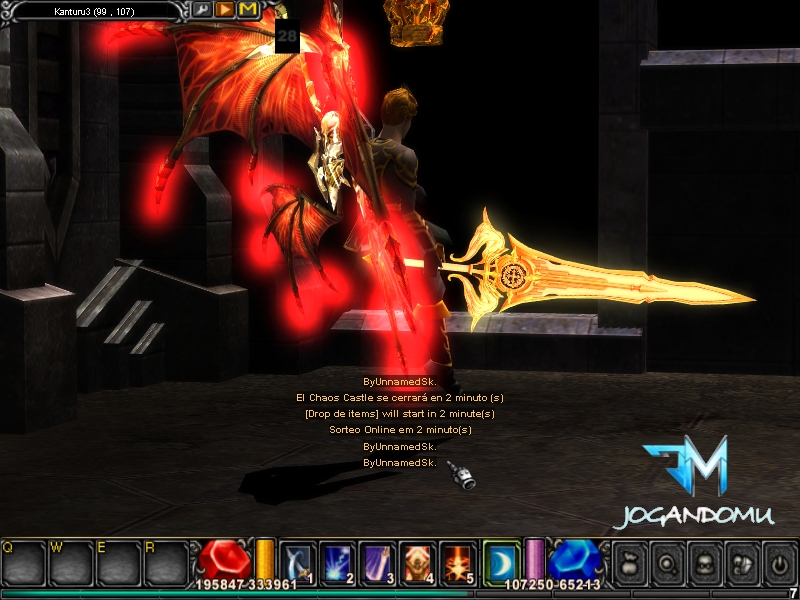 Kanturu3 (99 , 107)
M
28
ByUnnamedSk.
El Chaos Castle se cerrará en 2 minuto (s)
[Drop de items] will start in 2 minute(s)
Sorteo Online em 2 minuto(s)
ByUnnamedSk.
ByUnnamedSk.
JM
JOGANDOMU
Q W E R
1 2 3 4 5
195847 333961
107250 65213
7